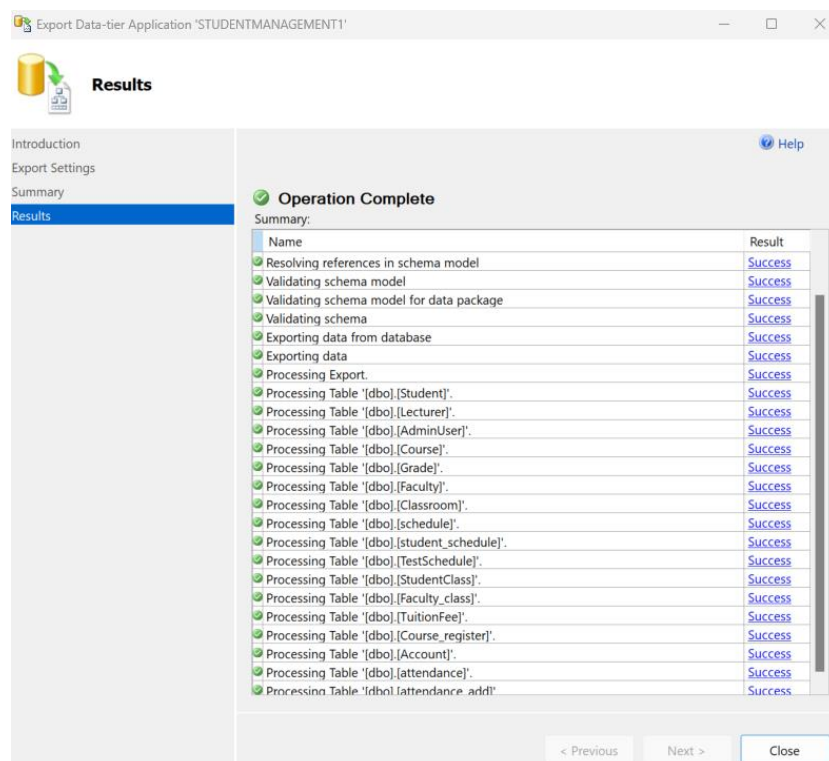 Export Data-tier Application 'STUDENTMANAGEMENT1'
Results
Introduction
Export Settings
Summary
Results
Help
Operation Complete
Summary:
Name Result
Resolving references in schema model Success
Validating schema model Success
Validating schema model for data package Success
Validating schema Success
Exporting data from database Success
Exporting data Success
Processing Export. Success
Processing Table '[dbo].[Student]'. Success
Processing Table '[dbo].[Lecturer]'. Success
Processing Table '[dbo].[AdminUser]'. Success
Processing Table '[dbo].[Course]'. Success
Processing Table '[dbo].[Grade]'. Success
Processing Table '[dbo].[Faculty]'. Success
Processing Table '[dbo].[Classroom]'. Success
Processing Table '[dbo].[schedule]'. Success
Processing Table '[dbo].[student_schedule]'. Success
Processing Table '[dbo].[TestSchedule]'. Success
Processing Table '[dbo].[StudentClass]'. Success
Processing Table '[dbo].[Faculty_class]'. Success
Processing Table '[dbo].[TuitionFee]'. Success
Processing Table '[dbo].[Course_register]'. Success
Processing Table '[dbo].[Account]'. Success
Processing Table '[dbo].[attendance]'. Success
Processing Table '[dbo].[attendance_add]'. Success
< Previous Next > Close